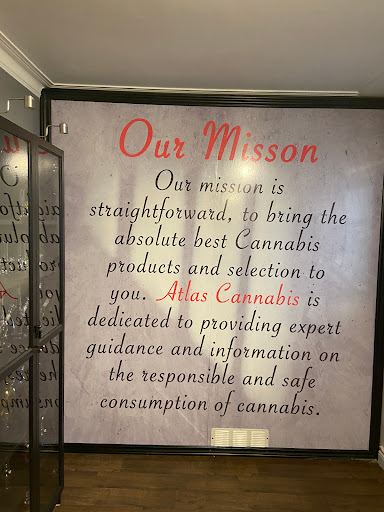 Our Misson
Our mission is
straightforward, to bring the
absolute best Cannabis
products and selection to
you. Atlas Cannabis is
dedicated to providing expert
guidance and information on
the responsible and safe
consumption of cannabis.